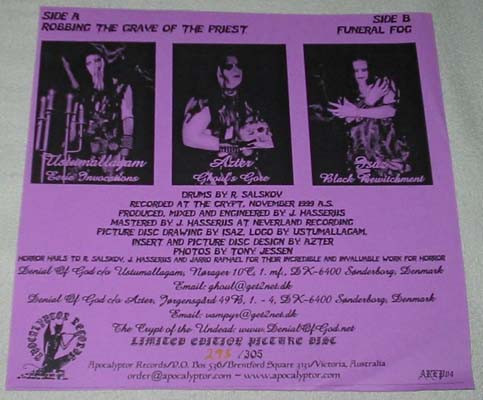 SIDE A
ROBBING THE GRAVE OF THE PRIEST
SIDE B
FUNERAL FOG
Ustumallagam
Eerie Invocations
Azter
Ghoul's Gore
Isaz
Black Bewitchment
DRUMS BY R. SALSKOV
RECORDED AT THE CRYPT, NOVEMBER 1999 A.S.
PRODUCED, MIXED AND ENGINEERED BY J. HASSERIIS
MASTERED BY J. HASSERIIS AT NEVERLAND RECORDING
PICTURE DISC DRAWING BY ISAZ, LOGO BY USTUMALLAGAM,
INSERT AND PICTURE DISC DESIGN BY AZTER
PHOTOS BY TONY JESSEN
HORROR HAILS TO R. SALSKOV, J. HASSERIIS AND JARRO RAPHAEL FOR THEIR INCREDIBLE AND INVALUABLE WORK FOR HORROR
Denial Of God c/o Ustumallagam, Nørager 10C, 1. mf., DK-6400 Sønderborg, Denmark
Email: ghoul@get2net.dk
Denial Of God c/o Azter, Jørgensgård 49B, 1. - 4, DK-6400 Sønderborg, Denmark
Email: vampyr@get2net.dk
The Crypt of the Undead: www.DenialOfGod.net
LIMITED EDITION PICTURE DISC
293 /305
Apocalyptor Records/P.O. Box 536/Brentford Square 3131/Victoria, Australia
order@apocalyptor.com ~ www.apocalyptor.com
APOCALYPTOR RECORDS
AREP04